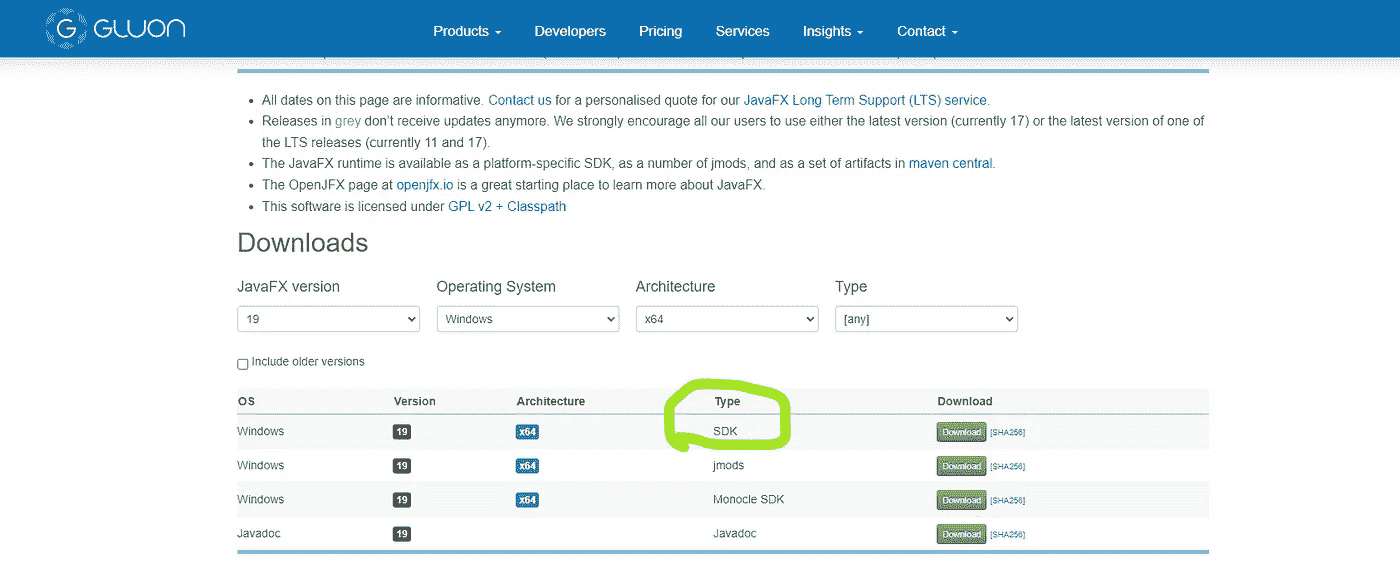 GLUON
Products
Developers
Pricing
Services
Insights
Contact
All dates on this page are informative. Contact us for a personalised quote for our JavaFX Long Term Support (LTS) service.
Releases in grey don't receive updates anymore. We strongly encourage all our users to use either the latest version (currently 17) or the latest version of one of
the LTS releases (currently 11 and 17).
The JavaFX runtime is available as a platform-specific SDK, as a number of jmods, and as a set of artifacts in maven central.
The OpenJFX page at openjfx.io is a great starting place to learn more about JavaFX.
This software is licensed under GPL v2 + Classpath
Downloads
JavaFX version Operating System Architecture Type
19 Windows x64 [any]
Include older versions
OS Version Architecture Type Download
Windows 19 x64 SDK Download [SHA256]
Windows 19 x64 jmods Download [SHA256]
Windows 19 x64 Monocle SDK Download [SHA256]
Javadoc 19 Javadoc Download [SHA256]